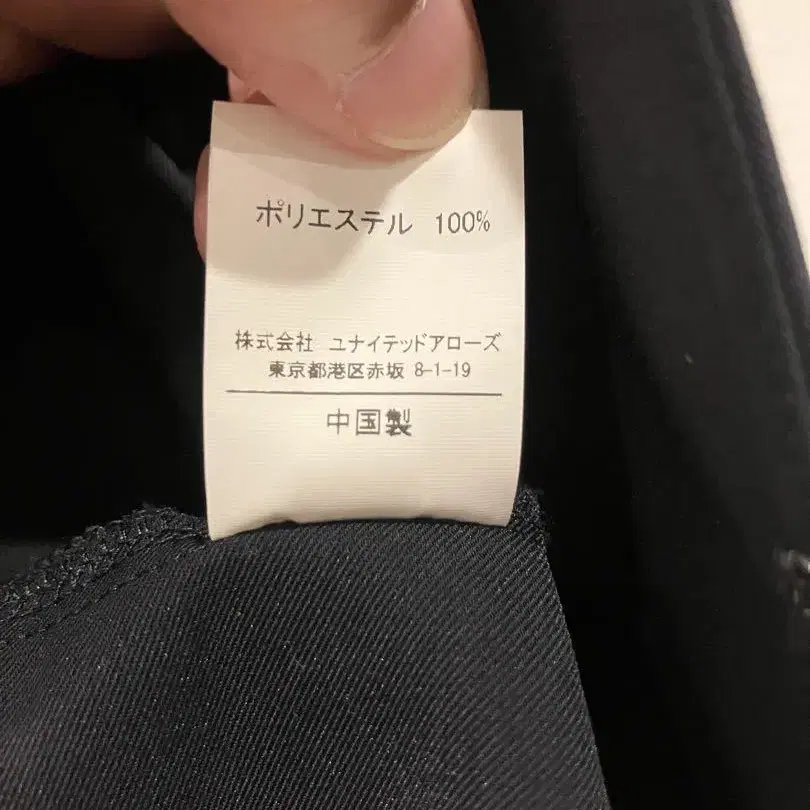 ポリエステル 100%
株式会社 ユナイテッドアローズ
東京都港区赤坂 8-1-19
中国製